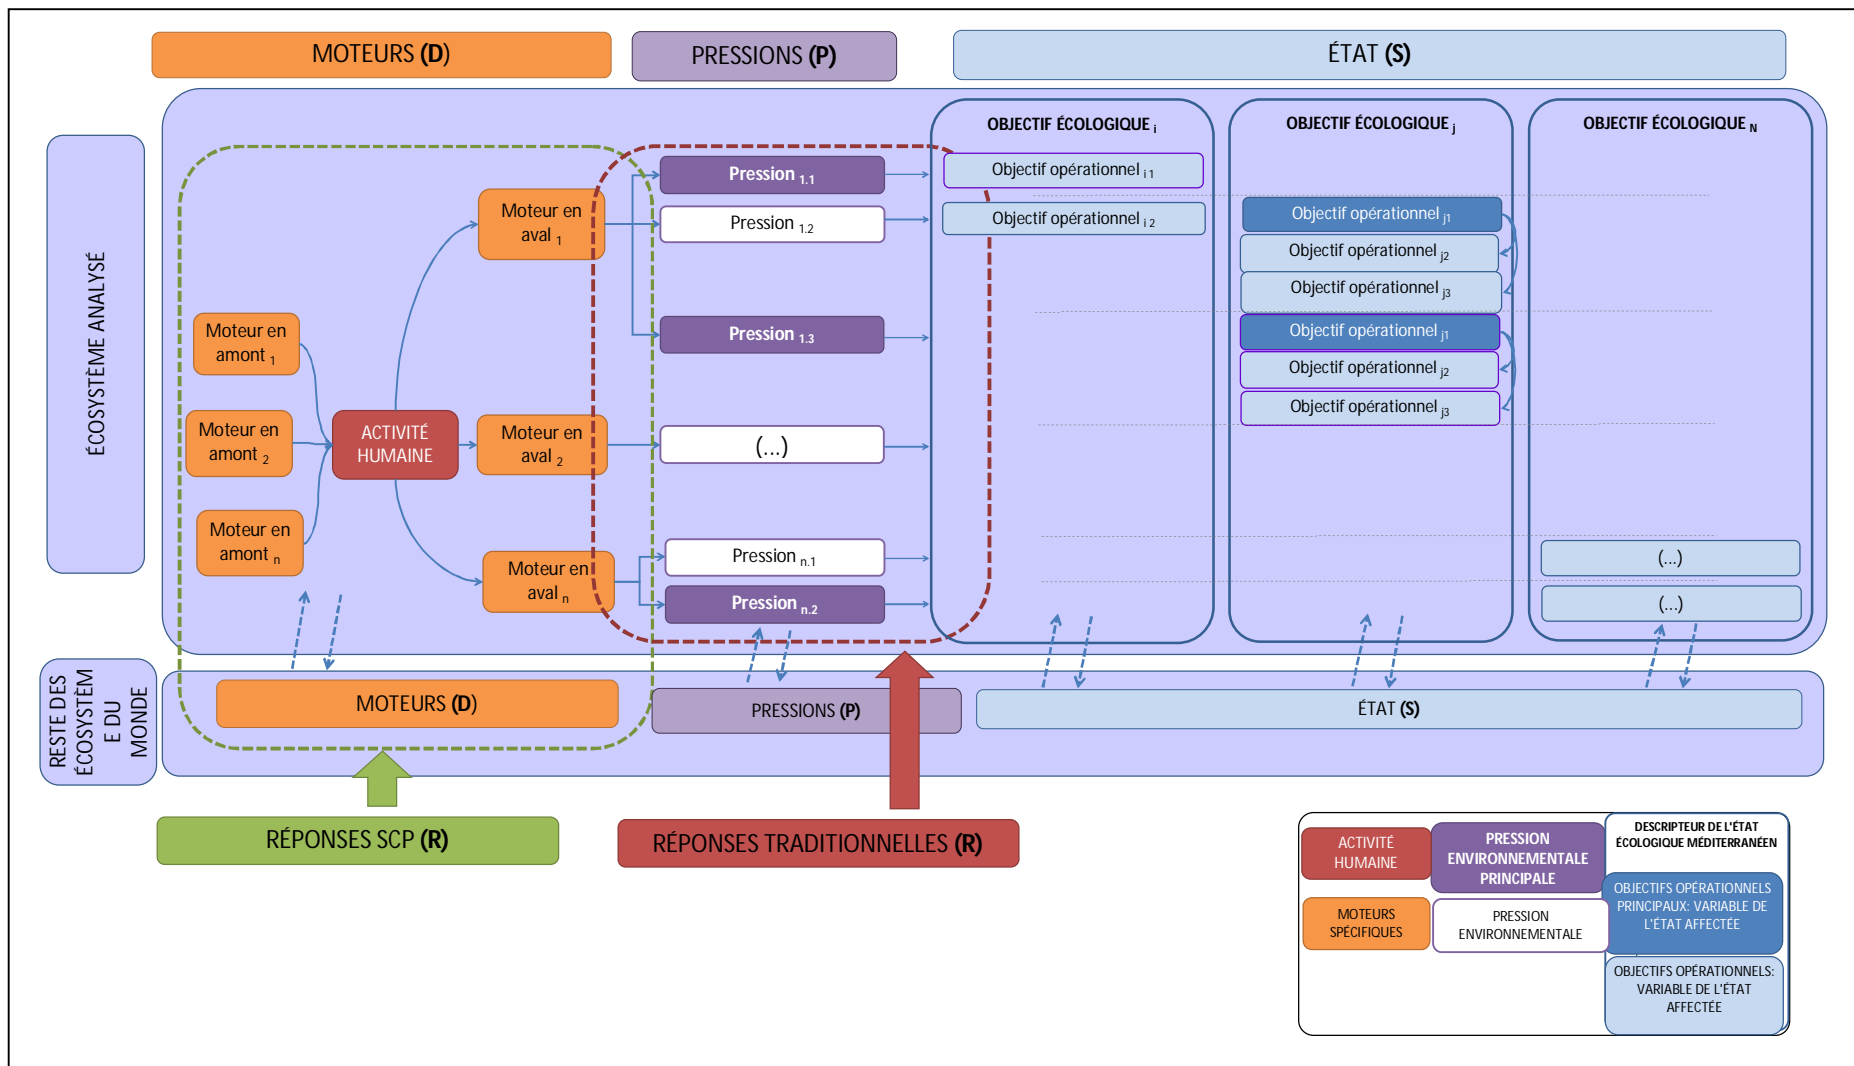 MOTEURS (D)
PRESSIONS (P)
ÉTAT (S)
ÉCOSYSTÈME ANALYSÉ
OBJECTIF ÉCOLOGIQUE i
OBJECTIF ÉCOLOGIQUE j
OBJECTIF ÉCOLOGIQUE N
Moteur en
amont 1
Moteur en
amont 2
Moteur en
amont n
ACTIVITÉ
HUMAINE
Moteur en
aval 1
Moteur en
aval 2
Moteur en
aval n
Pression 1.1
Pression 1.2
Pression 1.3
(...)
Pression n.1
Pression n.2
Objectif opérationnel i 1
Objectif opérationnel i 2
Objectif opérationnel j1
Objectif opérationnel j2
Objectif opérationnel j3
Objectif opérationnel j1
Objectif opérationnel j2
Objectif opérationnel j3
(...)
(...)
RESTE DES
ÉCOSYSTÈM
E DU
MONDE
MOTEURS (D)
PRESSIONS (P)
ÉTAT (S)
RÉPONSES SCP (R)
RÉPONSES TRADITIONNELLES (R)
ACTIVITÉ
HUMAINE
PRESSION
ENVIRONNEMENTALE
PRINCIPALE
DESCRIPTEUR DE L'ÉTAT
ÉCOLOGIQUE MÉDITERRANÉEN
MOTEURS
SPÉCIFIQUES
PRESSION
ENVIRONNEMENTALE
OBJECTIFS OPÉRATIONNELS
PRINCIPAUX: VARIABLE DE
L'ÉTAT AFFECTÉE
OBJECTIFS OPÉRATIONNELS:
VARIABLE DE L'ÉTAT
AFFECTÉE